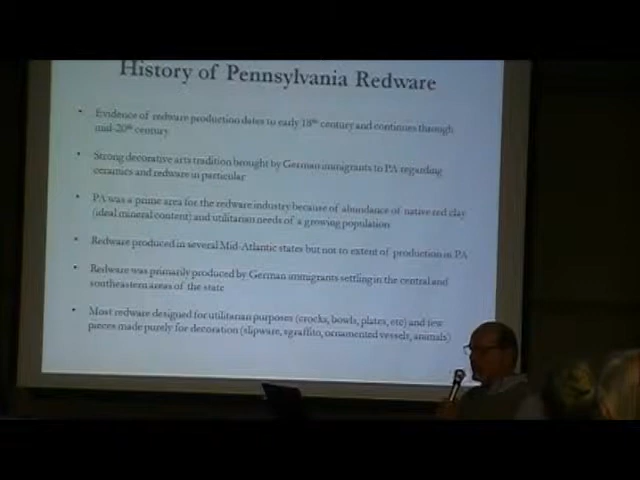 History of Pennsylvania Redware
• Evidence of redware production dates to early 18th century and continues through
mid-20th century
• Strong decorative arts tradition brought by German immigrants to PA regarding
ceramics and redware in particular
• PA was a prime area for the redware industry because of abundance of native red clay
(ideal mineral content) and utilitarian needs of a growing population
• Redware produced in several Mid-Atlantic states but not to extent of production in PA
• Redware was primarily produced by German immigrants settling in the central and
southeastern areas of the state
• Most redware designed for utilitarian purposes (crocks, bowls, plates, etc) and few
pieces made purely for decoration (slipware, sgraffito, ornamented vessels, animals)